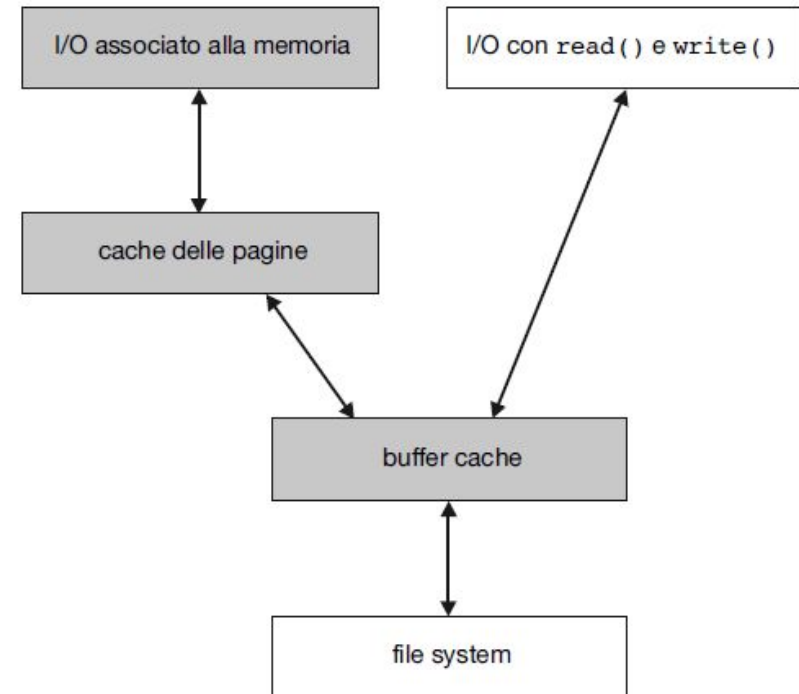 I/O associato alla memoria
I/O con read() e write()
cache delle pagine
buffer cache
file system